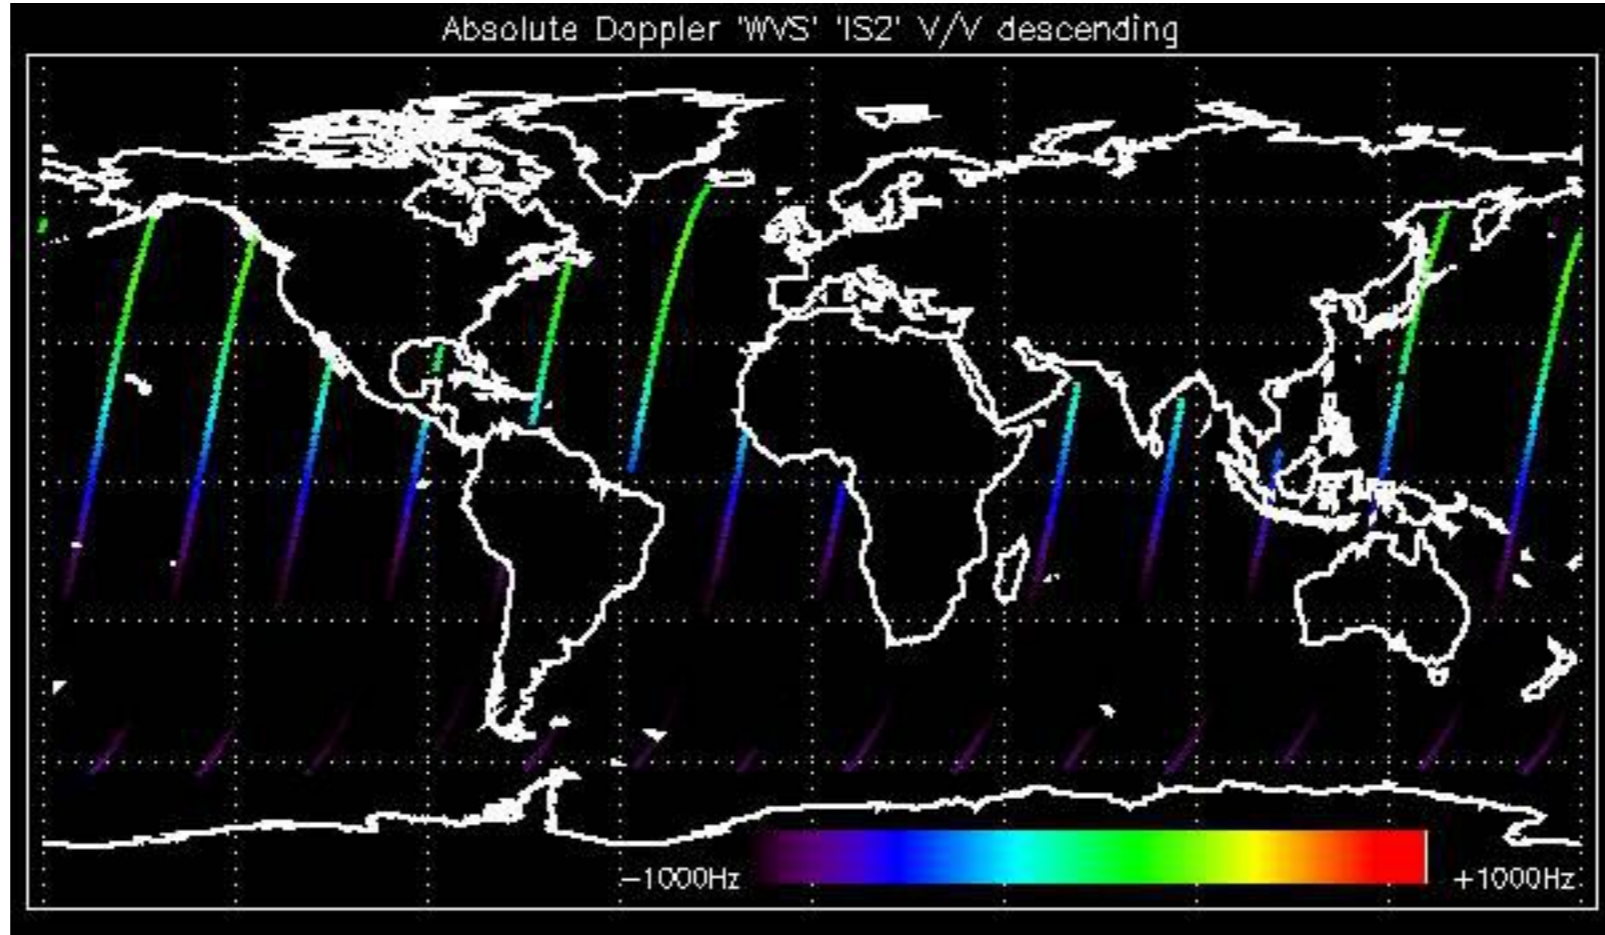 Absolute Doppler 'WVS' 'IS2' V/V descending
-1000Hz
+1000Hz